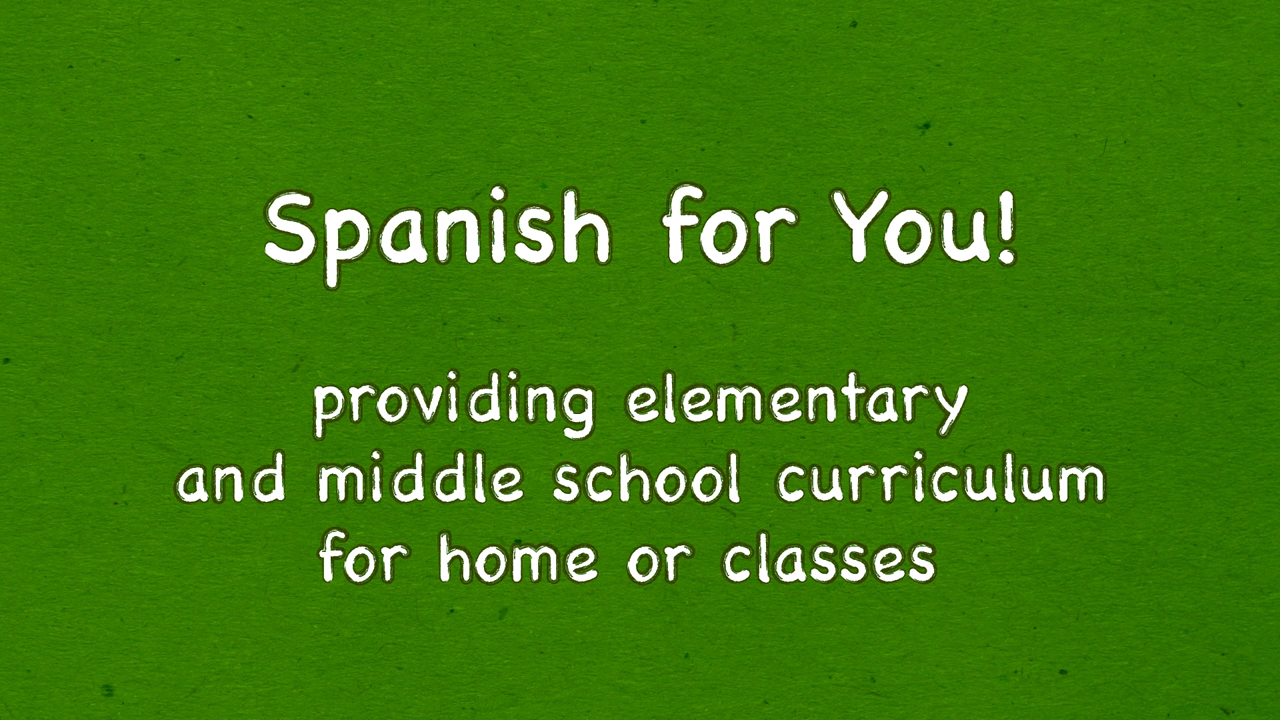 Spanish for You!
providing elementary
and middle school curriculum
for home or classes